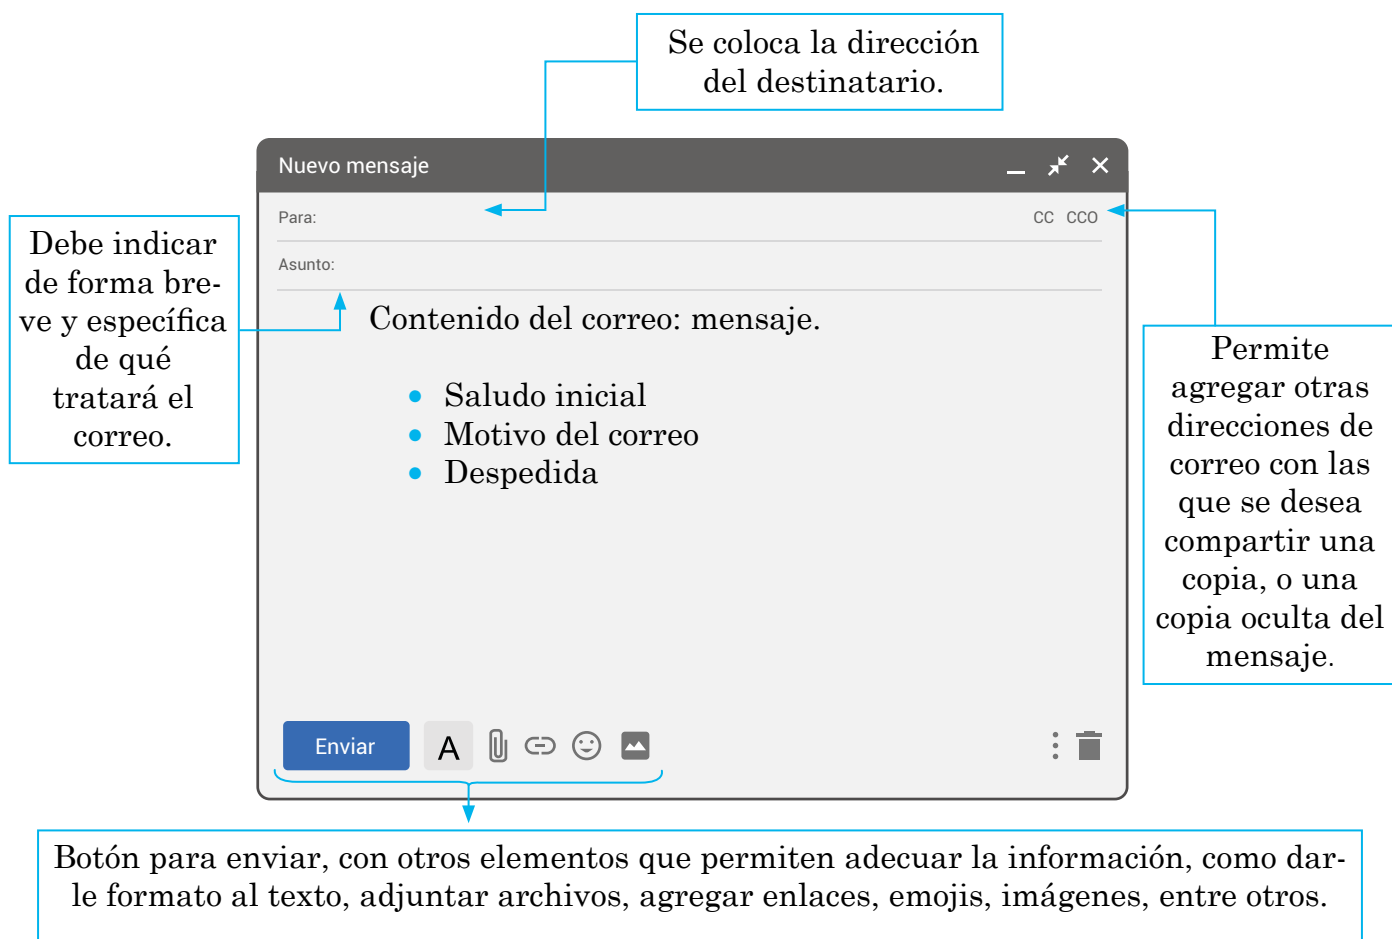 Se coloca la dirección
del destinatario.
Nuevo mensaje
Para:
CC CCO
Asunto:
Debe indicar
de forma bre-
ve y específica
de qué
tratará el
correo.
Contenido del correo: mensaje.
• Saludo inicial
• Motivo del correo
• Despedida
Permite
agregar otras
direcciones de
correo con las
que se desea
compartir una
copia, o una
copia oculta del
mensaje.
Enviar A
Botón para enviar, con otros elementos que permiten adecuar la información, como dar-
le formato al texto, adjuntar archivos, agregar enlaces, emojis, imágenes, entre otros.